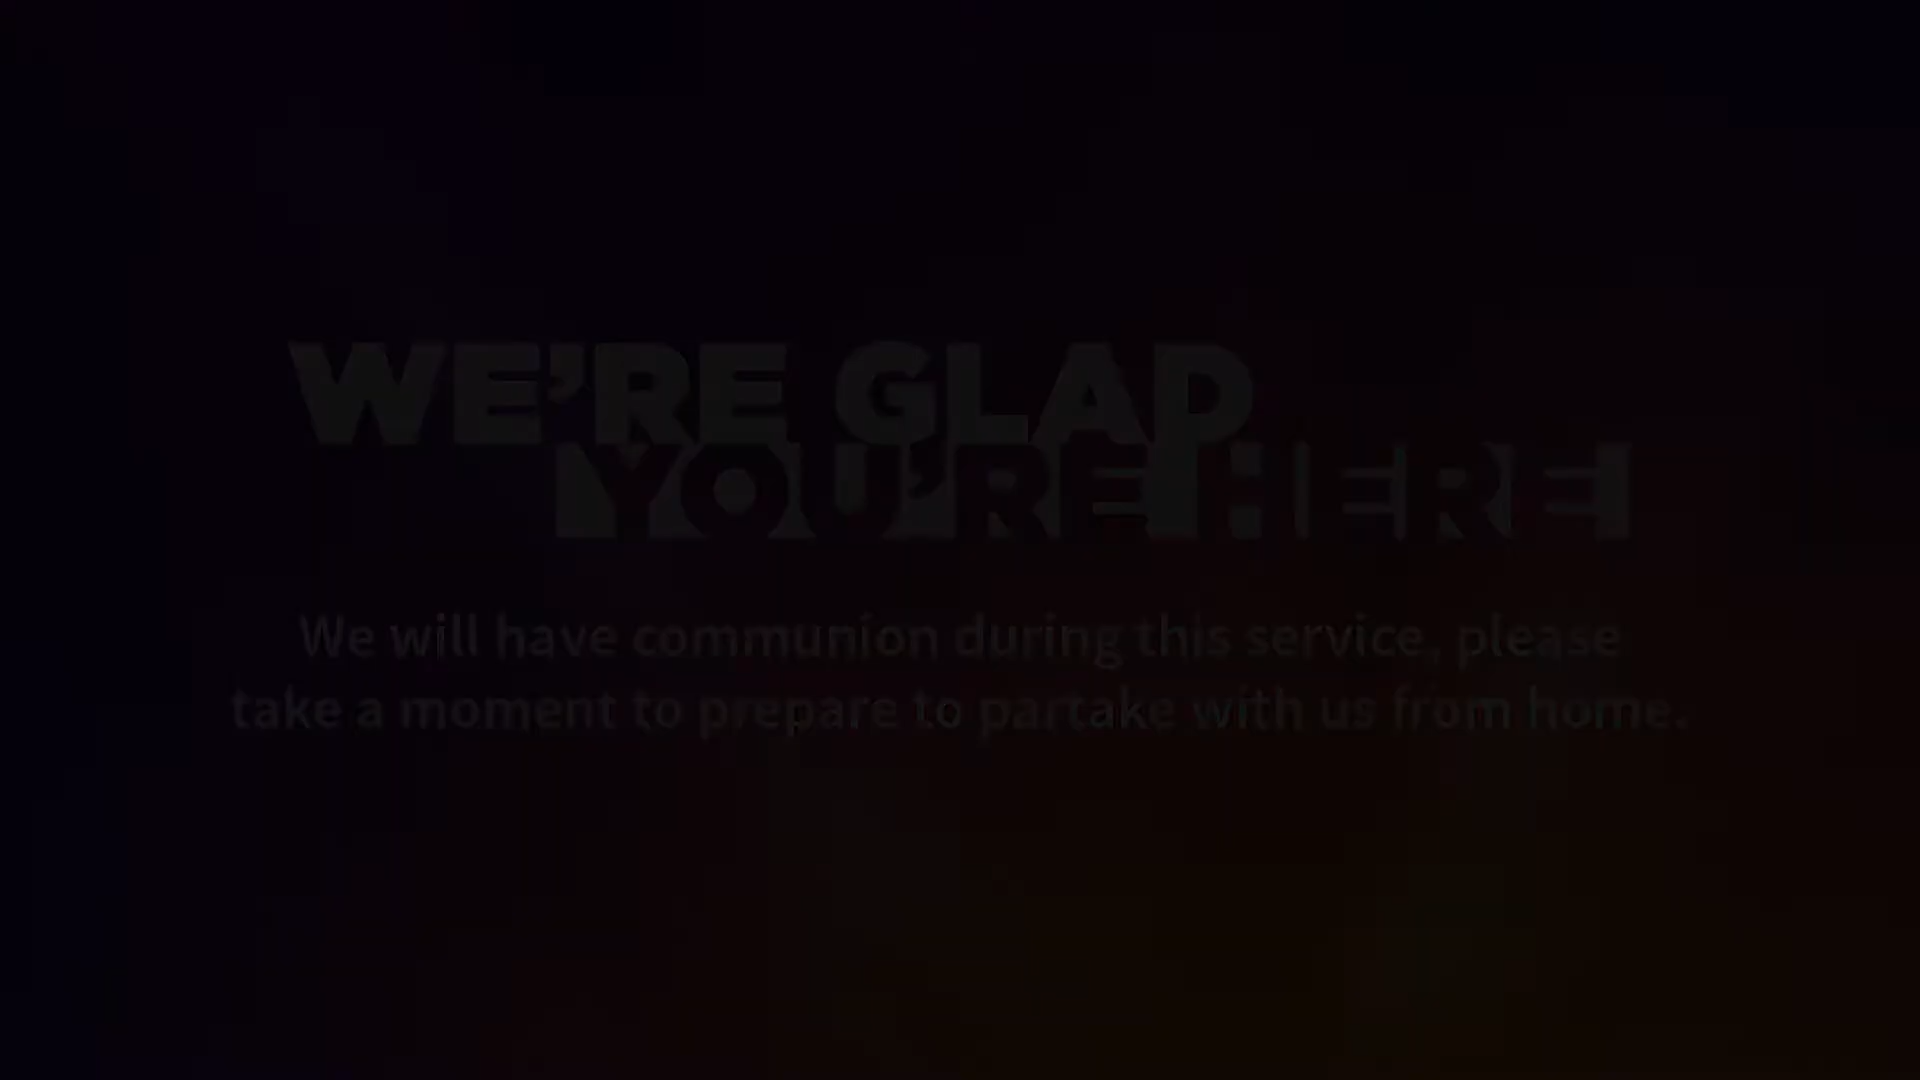 WE’RE GLAD
YOU’RE HERE
We will have communion during this service, please
take a moment to prepare to partake with us from home.